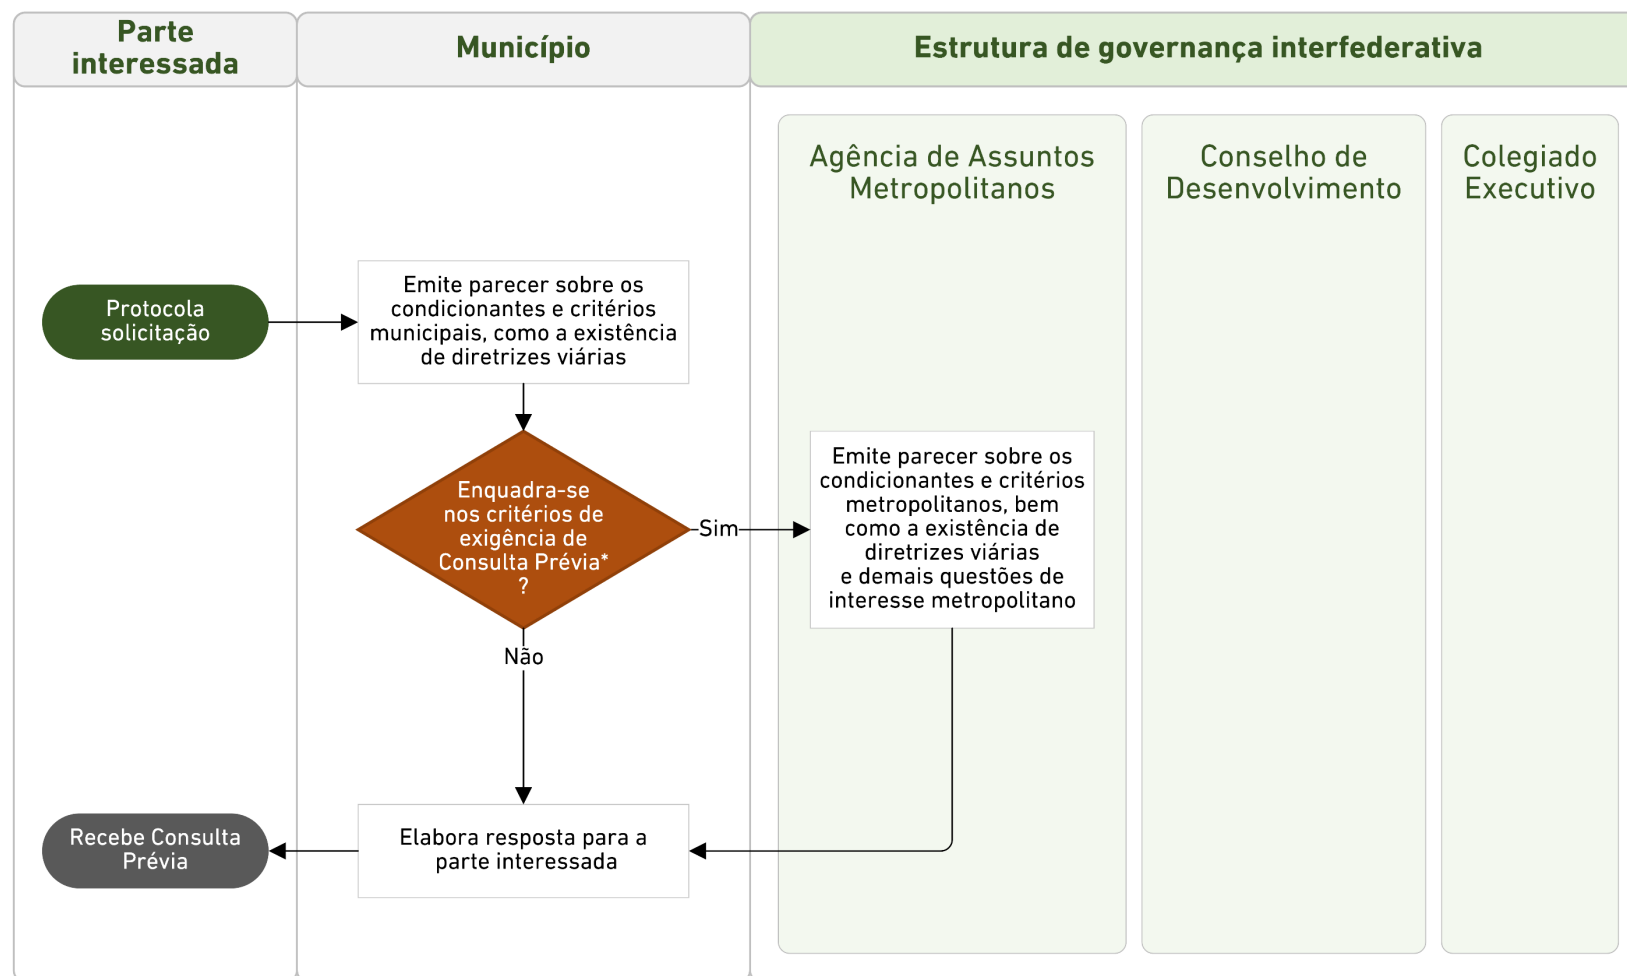 Parte
interessada
Município
Estrutura de governança interfederativa
Agência de Assuntos
Metropolitanos
Conselho de
Desenvolvimento
Colegiado
Executivo
Protocola
solicitação
Emite parecer sobre os
condicionantes e critérios
municipais, como a existência
de diretrizes viárias
Enquadra-se
nos critérios de
exigência de
Consulta Prévia*
?
Sim
Emite parecer sobre os
condicionantes e critérios
metropolitanos, bem
como a existência de
diretrizes viárias
e demais questões de
interesse metropolitano
Não
Elabora resposta para a
parte interessada
Recebe Consulta
Prévia